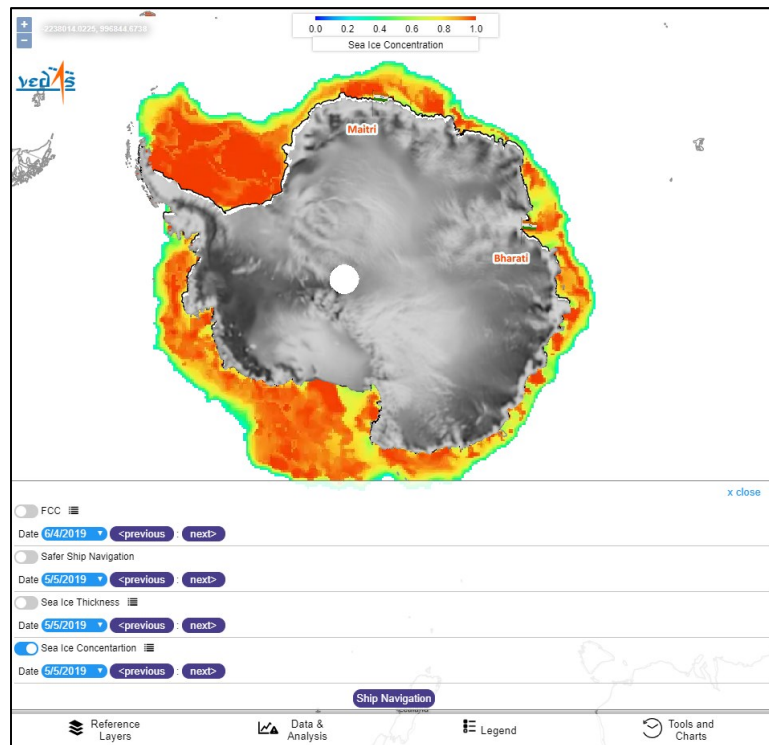 +
−
-2238014.0225, 996844.6738
0.0 0.2 0.4 0.6 0.8 1.0
Sea Ice Concentration
vedAs
Maitri
Bharati
x close
FCC
Date 6/4/2019 <previous : next>
Safer Ship Navigation
Date 5/5/2019 <previous : next>
Sea Ice Thickness
Date 5/5/2019 <previous : next>
Sea Ice Concentartion
Date 5/5/2019 <previous : next>
Ship Navigation
Reference Layers
Data & Analysis
Legend
Tools and Charts